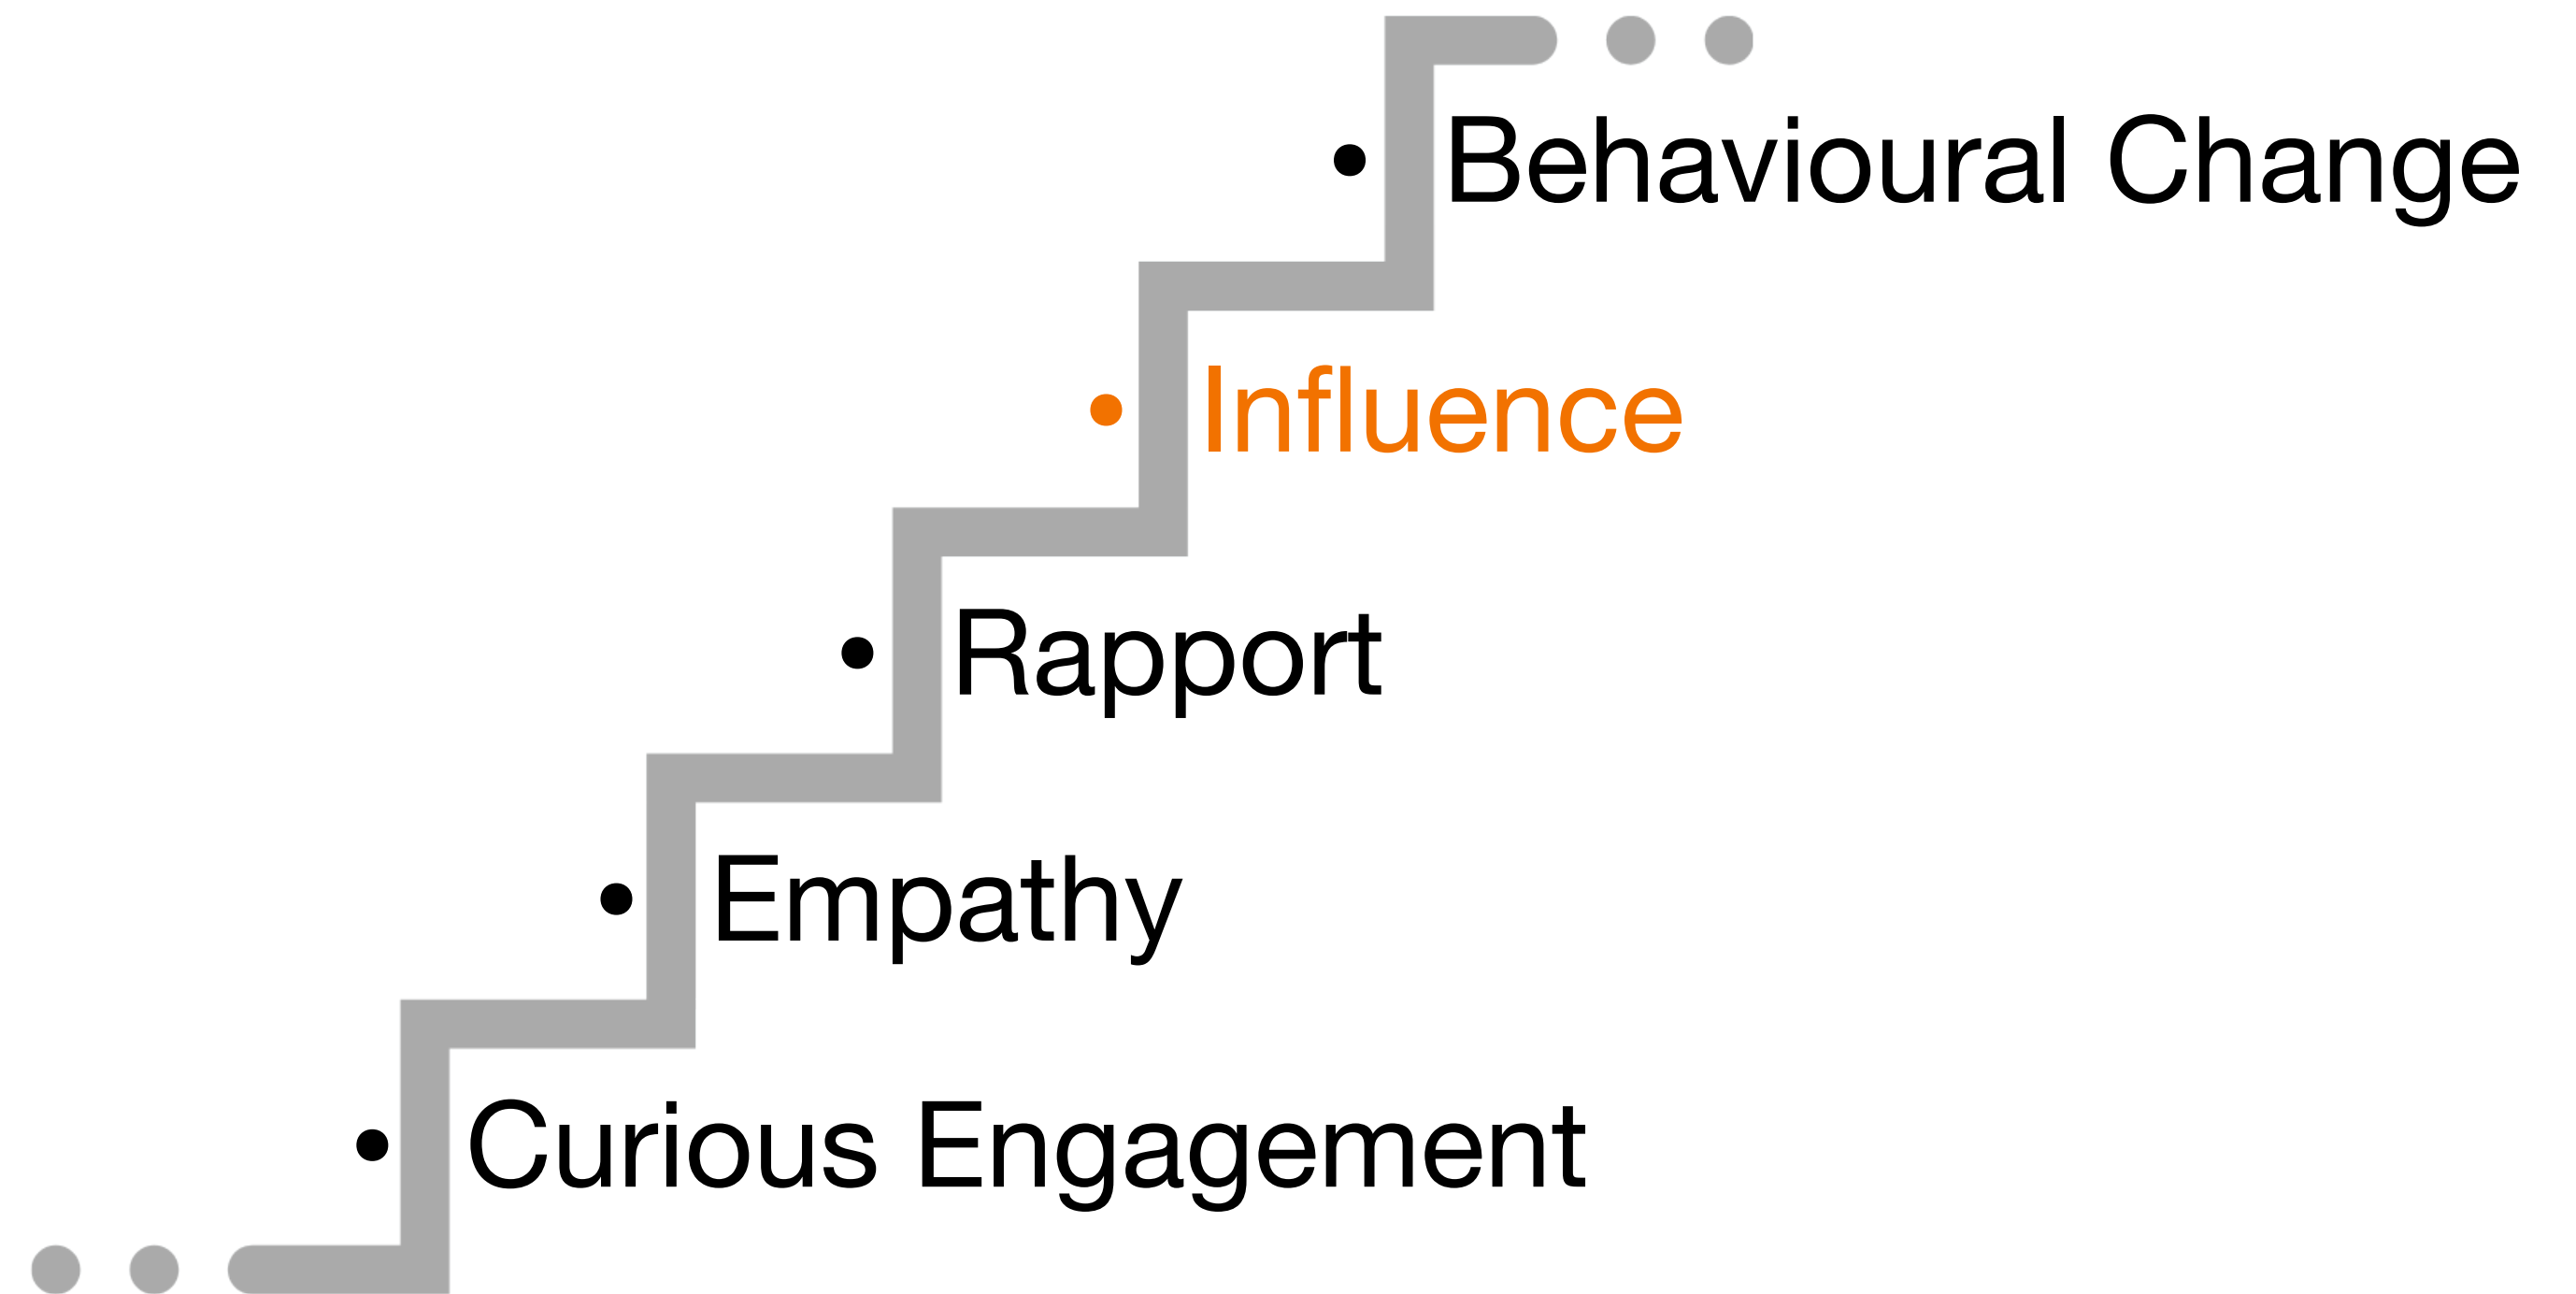 • Behavioural Change
• Influence
• Rapport
• Empathy
• Curious Engagement